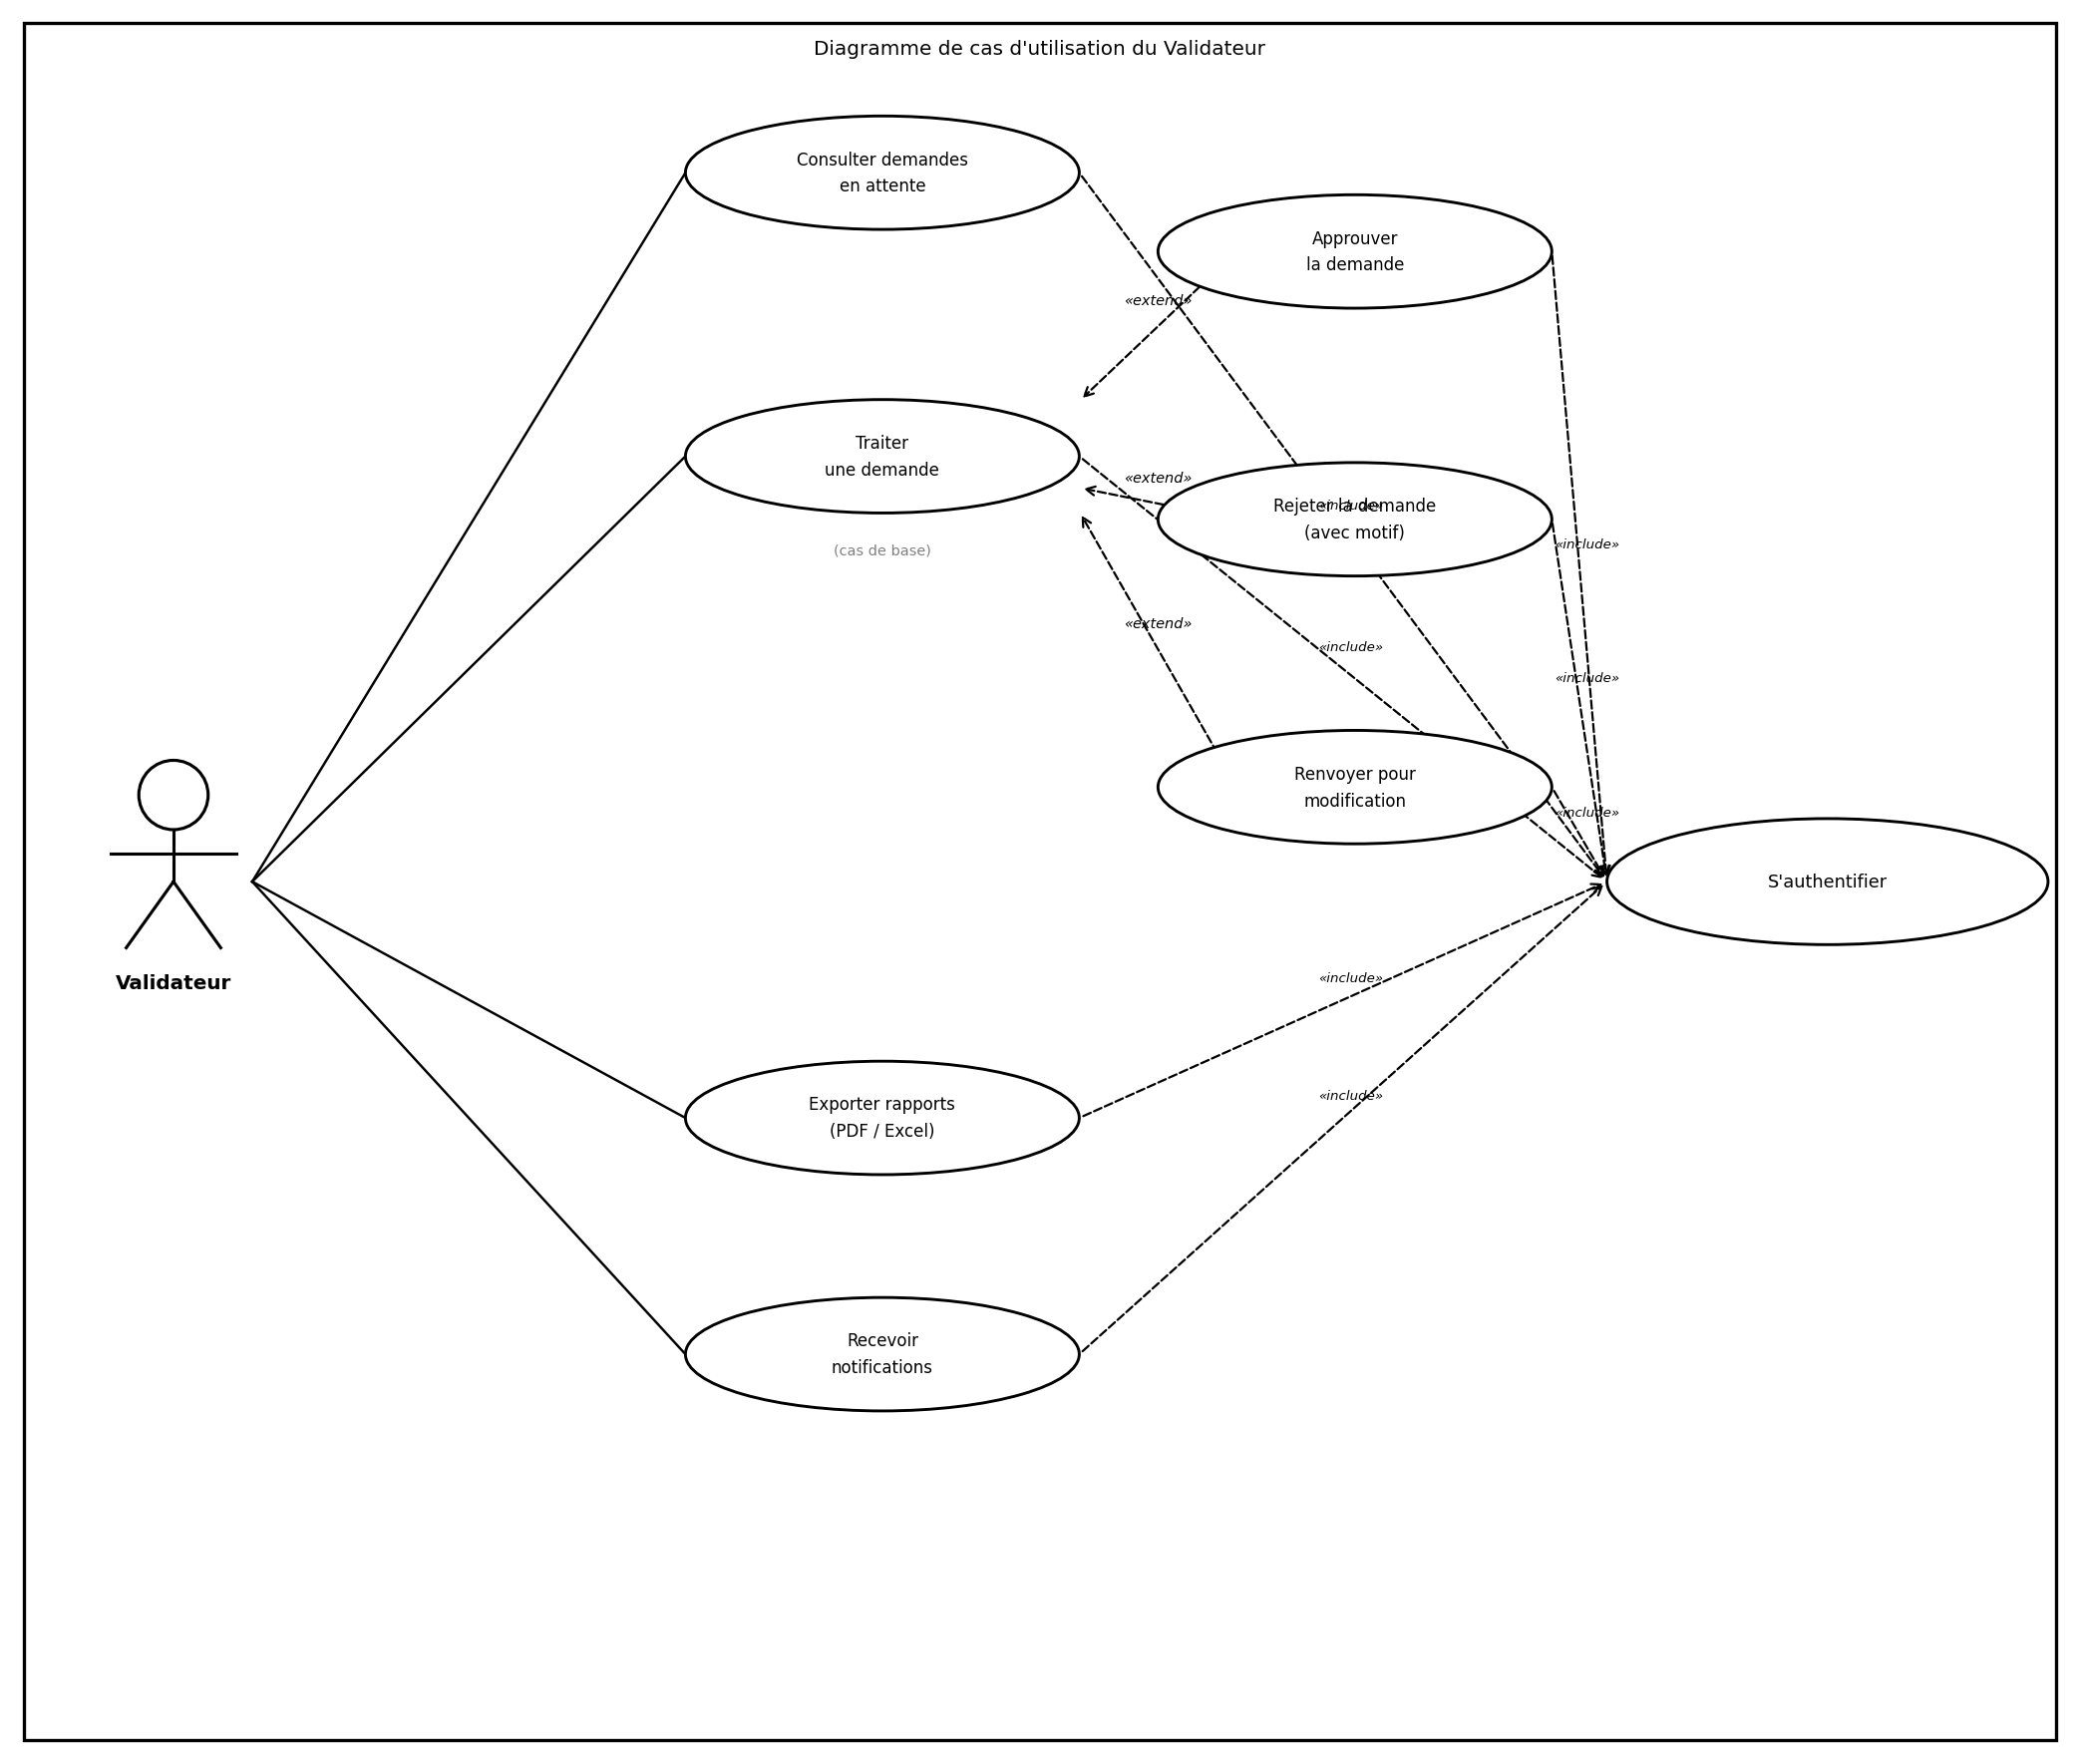 Diagramme de cas d'utilisation du Validateur
Consulter demandes
en attente
Approuver
la demande
«extend»
Traiter
une demande
«extend»
Rejeter la demande
(avec motif)
«include»
«include»
(cas de base)
«extend»
«include»
«include»
Renvoyer pour
modification
«include»
S'authentifier
Validateur
«include»
Exporter rapports
(PDF / Excel)
«include»
Recevoir
notifications